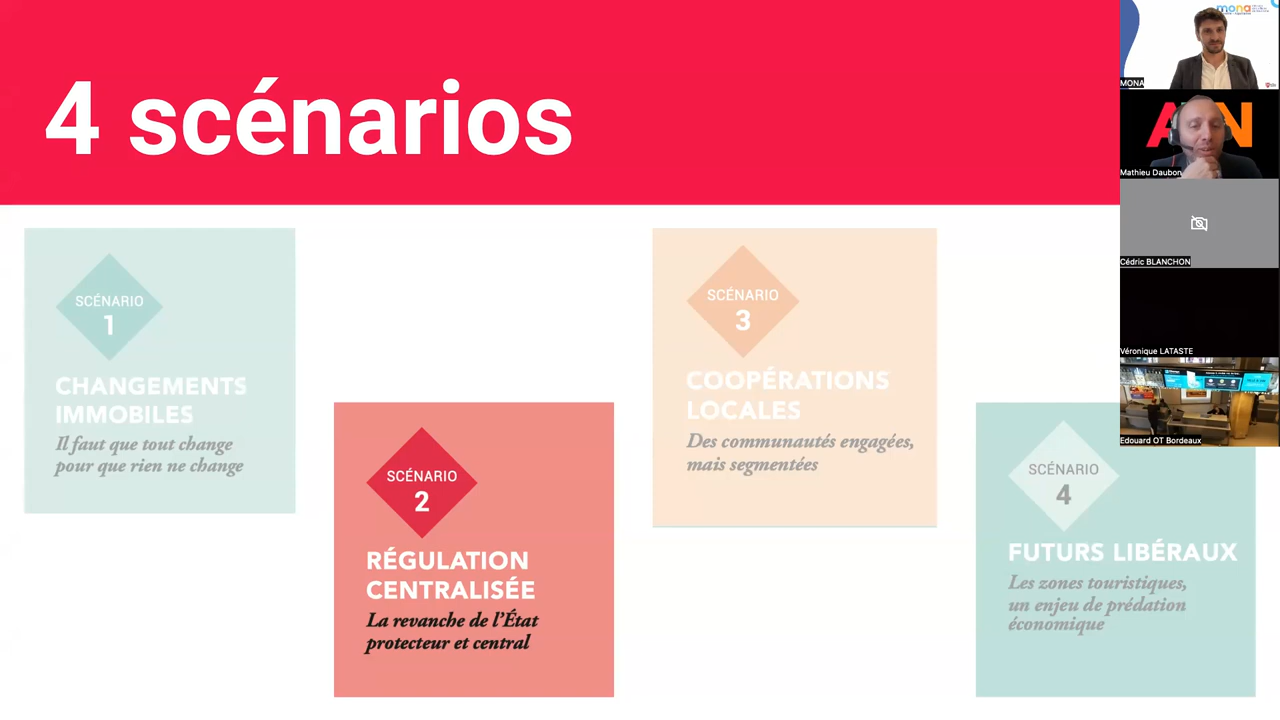 4 scénarios
SCÉNARIO
1
CHANGEMENTS
IMMOBILES
Il faut que tout change
pour que rien ne change
SCÉNARIO
2
RÉGULATION
CENTRALISÉE
La revanche de l'État
protecteur et central
SCÉNARIO
3
COOPÉRATIONS
LOCALES
Des communautés engagées,
mais segmentées
SCÉNARIO
4
FUTURS LIBÉRAUX
Les zones touristiques,
un enjeu de prédation
économique
mona
MONA
Mathieu Daubon
Cédric BLANCHON
Véronique LATASTE
Edouard OT Bordeaux